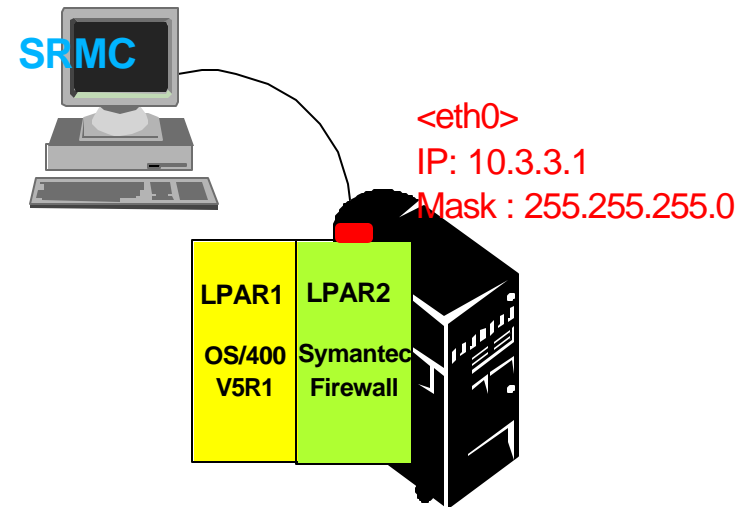 SRMC
<eth0>
IP: 10.3.3.1
Mask : 255.255.255.0
LPAR1
OS/400
V5R1
LPAR2
Symantec
Firewall